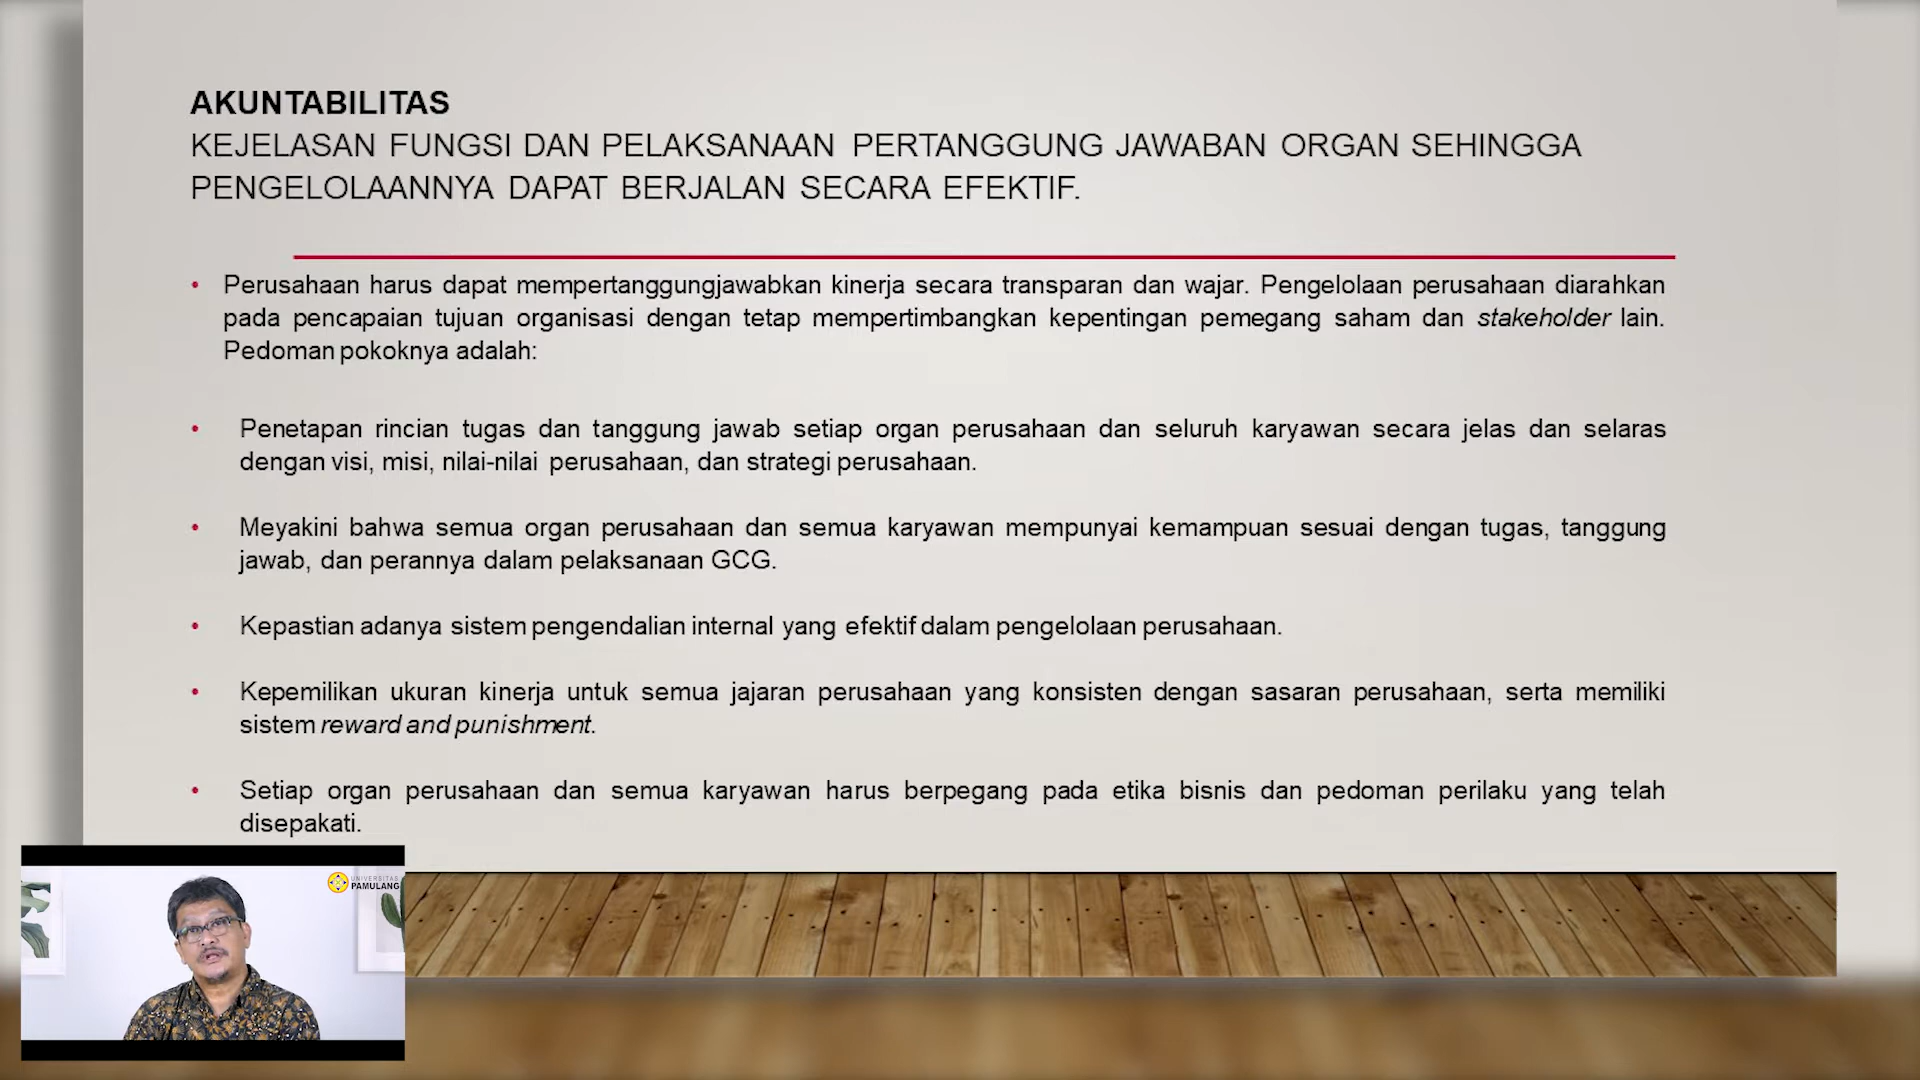 AKUNTABILITAS
KEJELASAN FUNGSI DAN PELAKSANAAN PERTANGGUNG JAWABAN ORGAN SEHINGGA
PENGELOLAANNYA DAPAT BERJALAN SECARA EFEKTIF.
• Perusahaan harus dapat mempertanggungjawabkan kinerja secara transparan dan wajar. Pengelolaan perusahaan diarahkan
pada pencapaian tujuan organisasi dengan tetap mempertimbangkan kepentingan pemegang saham dan stakeholder lain.
Pedoman pokoknya adalah:
• Penetapan rincian tugas dan tanggung jawab setiap organ perusahaan dan seluruh karyawan secara jelas dan selaras
dengan visi, misi, nilai-nilai perusahaan, dan strategi perusahaan.
• Meyakini bahwa semua organ perusahaan dan semua karyawan mempunyai kemampuan sesuai dengan tugas, tanggung
jawab, dan perannya dalam pelaksanaan GCG.
• Kepastian adanya sistem pengendalian internal yang efektif dalam pengelolaan perusahaan.
• Kepemilikan ukuran kinerja untuk semua jajaran perusahaan yang konsisten dengan sasaran perusahaan, serta memiliki
sistem reward and punishment.
• Setiap organ perusahaan dan semua karyawan harus berpegang pada etika bisnis dan pedoman perilaku yang telah
disepakati.
UNIVERSITAS
PAMULANG